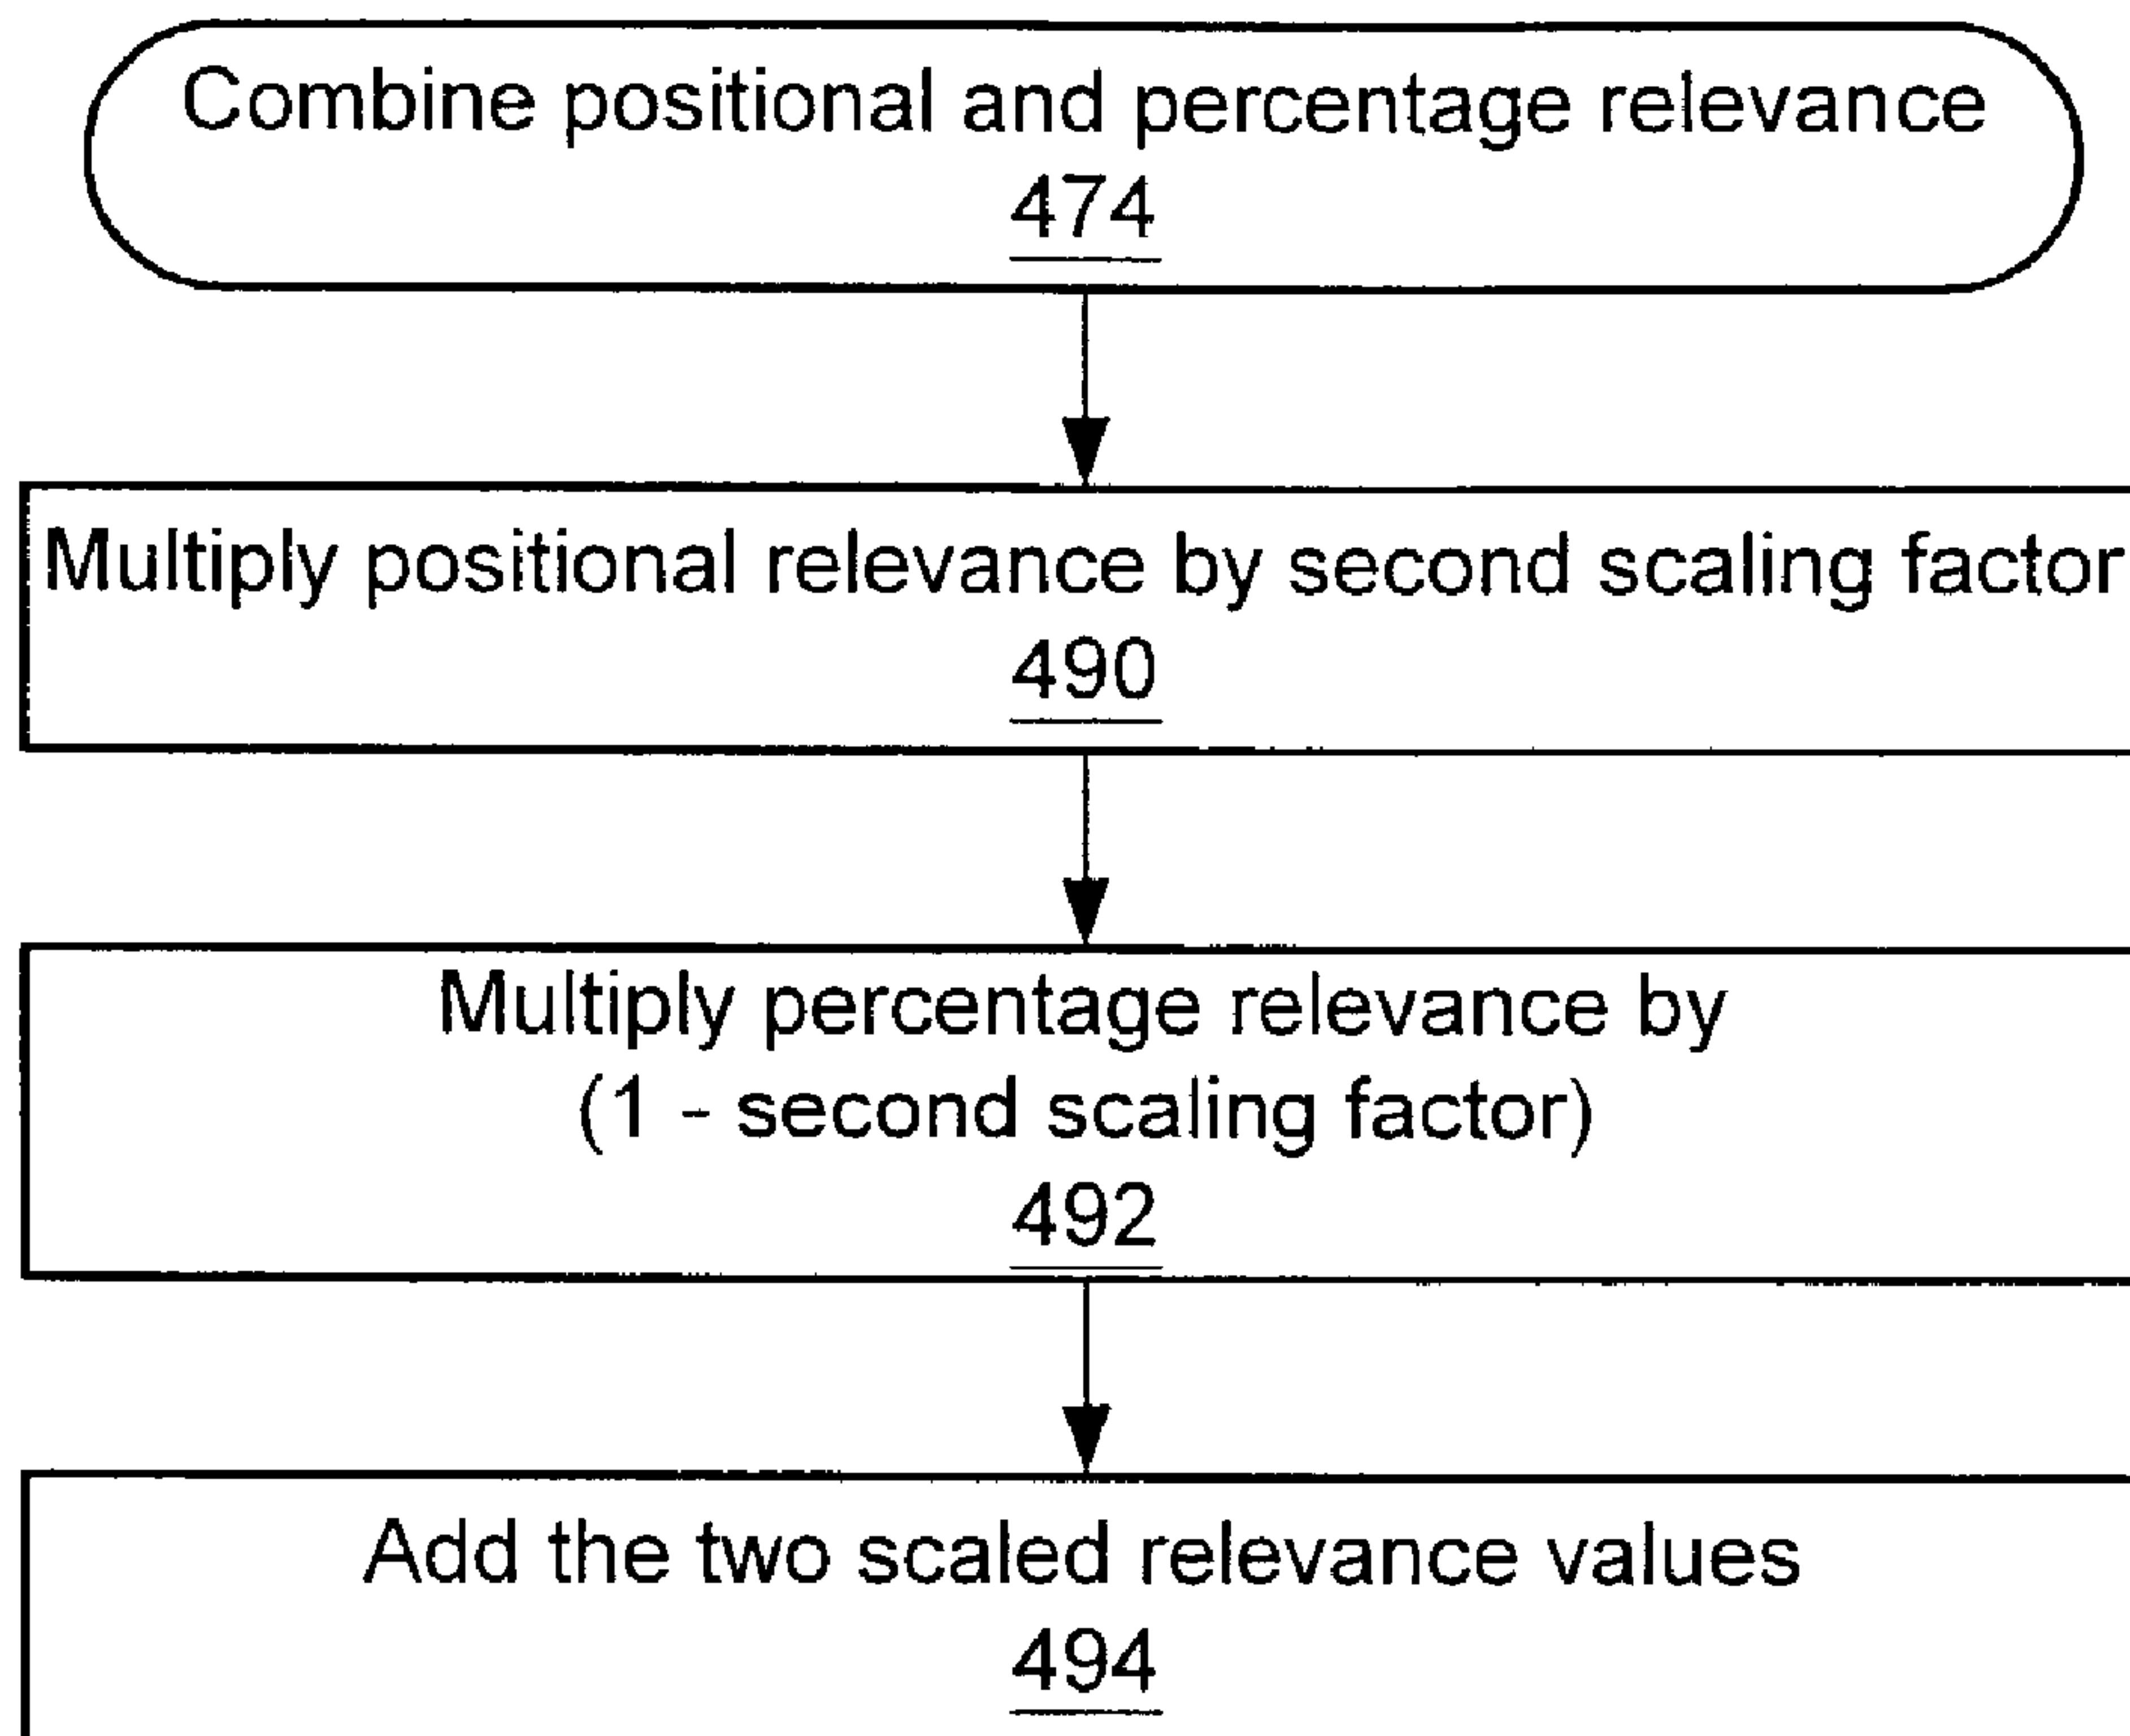 Combine positional and percentage relevance
474
Multiply positional relevance by second scaling factor
490
Multiply percentage relevance by
(1 - second scaling factor)
492
Add the two scaled relevance values
494